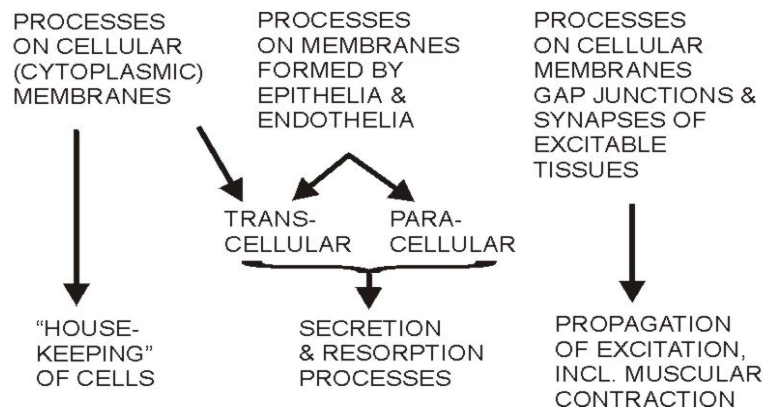 PROCESSES
ON CELLULAR
(CYTOPLASMIC)
MEMBRANES
PROCESSES
ON MEMBRANES
FORMED BY
EPITHELIA &
ENDOTHELIA
PROCESSES
ON CELLULAR
MEMBRANES
GAP JUNCTIONS &
SYNAPSES OF
EXCITABLE
TISSUES
TRANS-
CELLULAR
PARA-
CELLULAR
“HOUSE-
KEEPING”
OF CELLS
SECRETION
& RESORPTION
PROCESSES
PROPAGATION
OF EXCITATION,
INCL. MUSCULAR
CONTRACTION